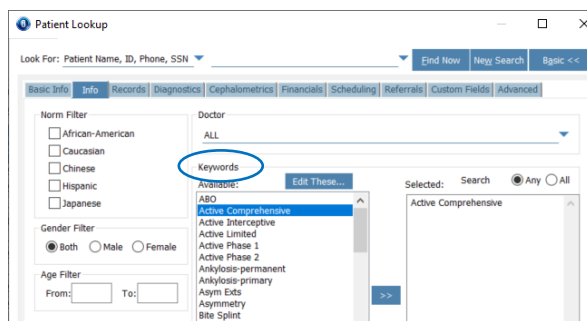 Patient Lookup
Look For: Patient Name, ID, Phone, SSN
Find Now New Search Basic <<
Basic Info Info Records Diagnostics Cephalometrics Financials Scheduling Referrals Custom Fields Advanced
Norm Filter
African-American
Caucasian
Chinese
Hispanic
Japanese
Gender Filter
Both Male Female
Age Filter
From: To:
Doctor
ALL
Keywords
Available: Edit These...
ABO
Active Comprehensive
Active Interceptive
Active Limited
Active Phase 1
Active Phase 2
Ankylosis-permanent
Ankylosis-primary
Asym Exts
Asymmetry
Bite Splint
>>
Selected: Search Any All
Active Comprehensive